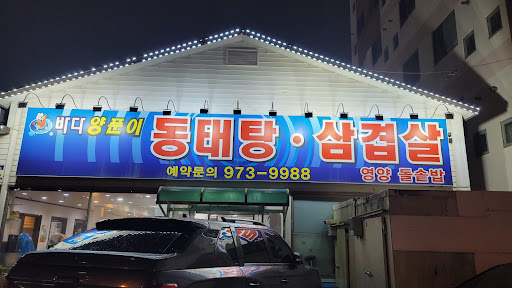 바다 양푼이 동태탕·삼겹살
예약문의 973-9988 영양 돌솥밥